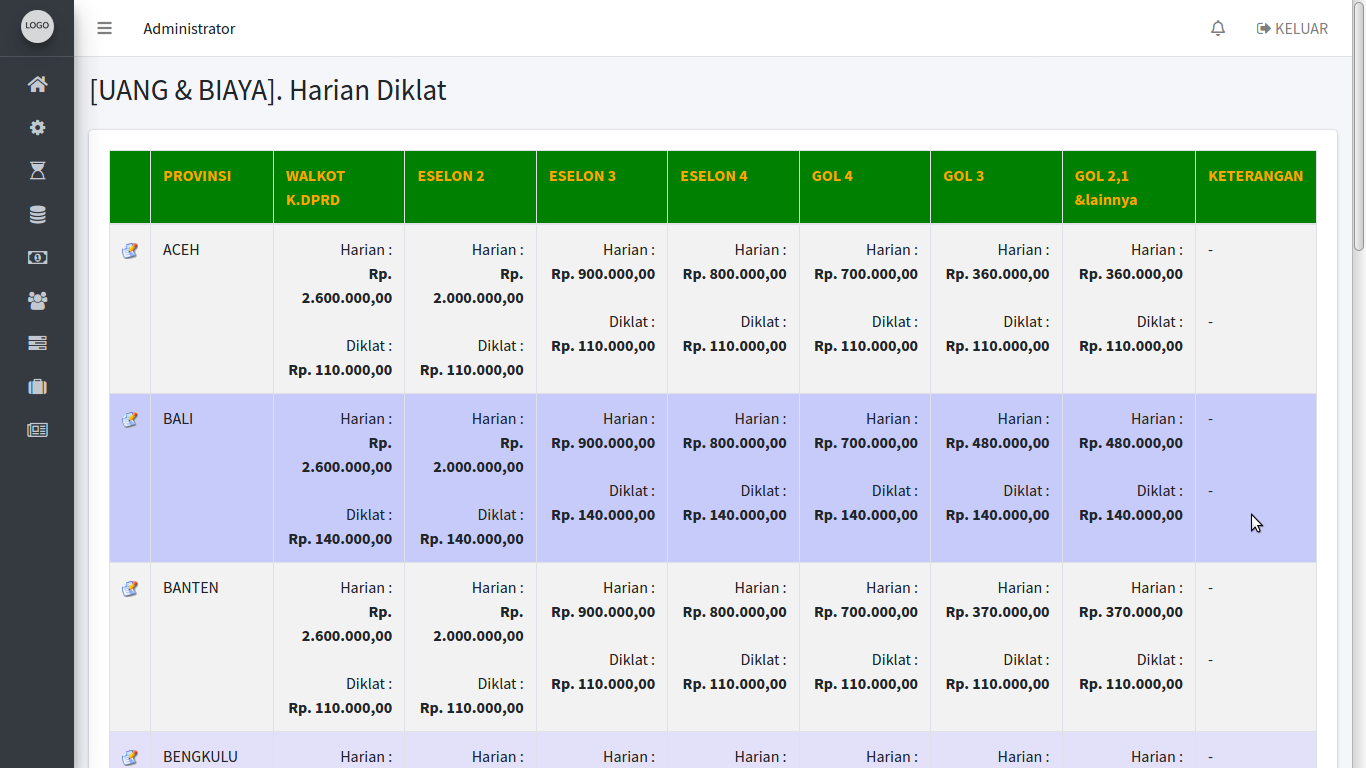 LOGO
Administrator
KELUAR
[UANG & BIAYA]. Harian Diklat
PROVINSI
WALKOT
K.DPRD
ESELON 2
ESELON 3
ESELON 4
GOL 4
GOL 3
GOL 2,1
&lainnya
KETERANGAN
ACEH
Harian :
Rp.
2.600.000,00
Diklat :
Rp. 110.000,00
Harian :
Rp.
2.000.000,00
Diklat :
Rp. 110.000,00
Harian :
Rp. 900.000,00
Diklat :
Rp. 110.000,00
Harian :
Rp. 800.000,00
Diklat :
Rp. 110.000,00
Harian :
Rp. 700.000,00
Diklat :
Rp. 110.000,00
Harian :
Rp. 360.000,00
Diklat :
Rp. 110.000,00
Harian :
Rp. 360.000,00
Diklat :
Rp. 110.000,00
-
-
BALI
Harian :
Rp.
2.600.000,00
Diklat :
Rp. 140.000,00
Harian :
Rp.
2.000.000,00
Diklat :
Rp. 140.000,00
Harian :
Rp. 900.000,00
Diklat :
Rp. 140.000,00
Harian :
Rp. 800.000,00
Diklat :
Rp. 140.000,00
Harian :
Rp. 700.000,00
Diklat :
Rp. 140.000,00
Harian :
Rp. 480.000,00
Diklat :
Rp. 140.000,00
Harian :
Rp. 480.000,00
Diklat :
Rp. 140.000,00
-
-
BANTEN
Harian :
Rp.
2.600.000,00
Diklat :
Rp. 110.000,00
Harian :
Rp.
2.000.000,00
Diklat :
Rp. 110.000,00
Harian :
Rp. 900.000,00
Diklat :
Rp. 110.000,00
Harian :
Rp. 800.000,00
Diklat :
Rp. 110.000,00
Harian :
Rp. 700.000,00
Diklat :
Rp. 110.000,00
Harian :
Rp. 370.000,00
Diklat :
Rp. 110.000,00
Harian :
Rp. 370.000,00
Diklat :
Rp. 110.000,00
-
-
BENGKULU
Harian :
Harian :
Harian :
Harian :
Harian :
Harian :
Harian :
-